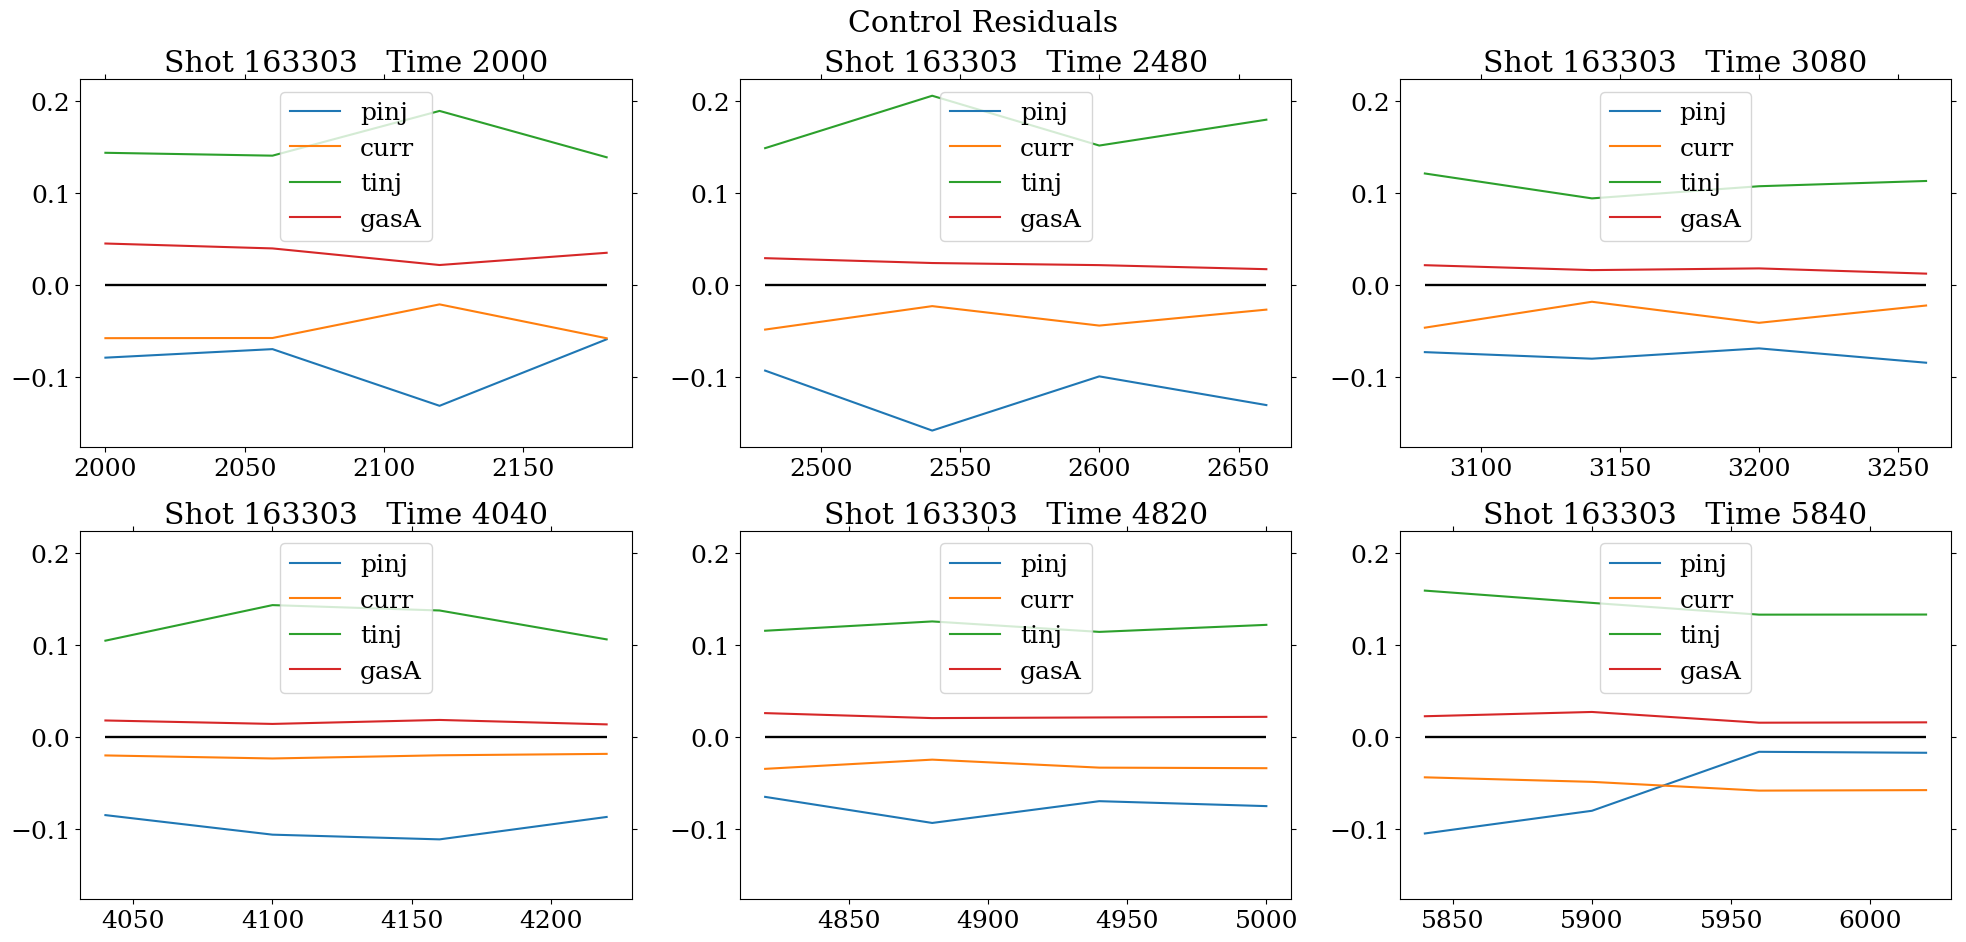 Control Residuals
Shot 163303   Time 2000
Shot 163303   Time 2480
Shot 163303   Time 3080
0.2
0.1
0.0
−0.1
pinj
curr
tinj
gasA
2000
2050
2100
2150
0.2
0.1
0.0
−0.1
pinj
curr
tinj
gasA
2500
2550
2600
2650
0.2
0.1
0.0
−0.1
pinj
curr
tinj
gasA
3100
3150
3200
3250
Shot 163303   Time 4040
Shot 163303   Time 4820
Shot 163303   Time 5840
0.2
0.1
0.0
−0.1
pinj
curr
tinj
gasA
4050
4100
4150
4200
0.2
0.1
0.0
−0.1
pinj
curr
tinj
gasA
4850
4900
4950
5000
0.2
0.1
0.0
−0.1
pinj
curr
tinj
gasA
5850
5900
5950
6000